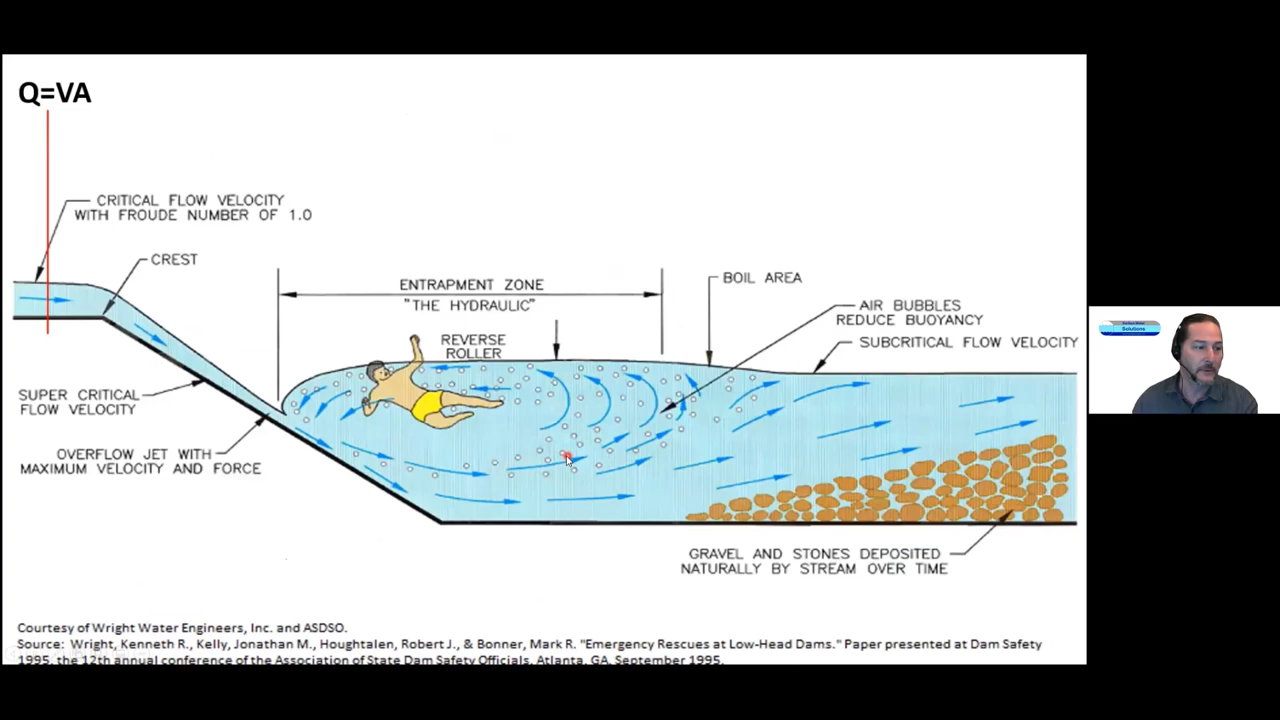 Q=VA
CRITICAL FLOW VELOCITY
WITH FROUDE NUMBER OF 1.0
CREST
ENTRAPMENT ZONE
"THE HYDRAULIC"
BOIL AREA
AIR BUBBLES
REDUCE BUOYANCY
REVERSE
ROLLER
SUBCRITICAL FLOW VELOCITY
Solutions
SUPER CRITICAL
FLOW VELOCITY
OVERFLOW JET WITH
MAXIMUM VELOCITY AND FORCE
GRAVEL AND STONES DEPOSITED
NATURALLY BY STREAM OVER TIME
Courtesy of Wright Water Engineers, Inc. and ASDSO.
Source: Wright, Kenneth R., Kelly, Jonathan M., Houghtalen, Robert J., & Bonner, Mark R. "Emergency Rescues at Low-Head Dams." Paper presented at Dam Safety
1995, the 12th annual conference of the Association of State Dam Safety Officials, Atlanta, GA, September 1995.